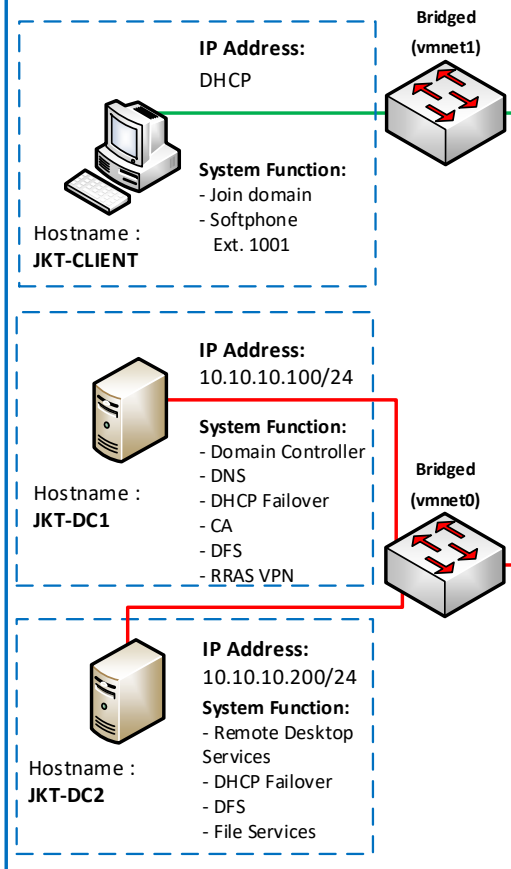 Bridged
(vmnet1)
IP Address:
DHCP
System Function:
- Join domain
- Softphone
Ext. 1001
Hostname :
JKT-CLIENT
IP Address:
10.10.10.100/24
System Function:
- Domain Controller
- DNS
- DHCP Failover
- CA
- DFS
- RRAS VPN
Hostname :
JKT-DC1
Bridged
(vmnet0)
IP Address:
10.10.10.200/24
System Function:
- Remote Desktop
Services
- DHCP Failover
- DFS
- File Services
Hostname :
JKT-DC2